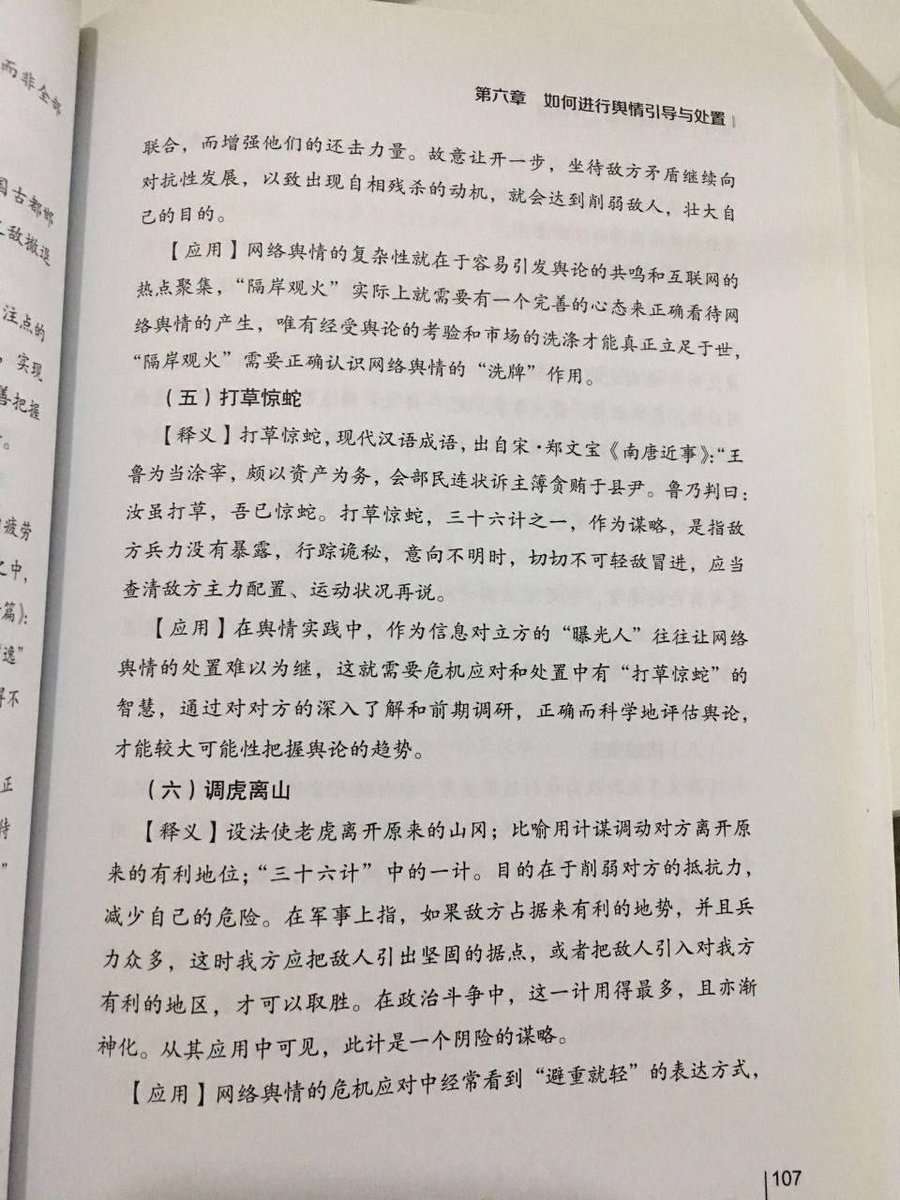 而非全部
国古都邯
敌撤退
注点的
，实现
善把握
疲劳
之中，
篇》：
逸”
得不
正
持
”
第六章 如何进行舆情引导与处置
联合，而增强他们的还击力量。故意让开一步，坐待敌方矛盾继续向
对抗性发展，以致出现自相残杀的动机，就会达到削弱敌人，壮大自
己的目的。
【应用】网络舆情的复杂性就在于容易引发舆论的共鸣和互联网的
热点聚集，“隔岸观火”实际上就需要有一个完善的心态来正确看待网
络舆情的产生，唯有经受舆论的考验和市场的洗涤才能真正立足于世，
“隔岸观火”需要正确认识网络舆情的“洗牌”作用。
（五）打草惊蛇
【释义】打草惊蛇，现代汉语成语，出自宋·郑文宝《南唐近事》：“王
鲁为当涂宰，颇以资产为务，会部民连状诉主簿贪贿于县尹。鲁乃判曰：
汝虽打草，吾已惊蛇。打草惊蛇，三十六计之一，作为谋略，是指敌
方兵力没有暴露，行踪诡秘，意向不明时，切切不可轻敌冒进，应当
查清敌方主力配置、运动状况再说。
【应用】在舆情实践中，作为信息对立方的“曝光人”往往让网络
舆情的处置难以为继，这就需要危机应对和处置中有“打草惊蛇”的
智慧，通过对对方的深入了解和前期调研，正确而科学地评估舆论，
才能较大可能性把握舆论的趋势。
（六）调虎离山
【释义】设法使老虎离开原来的山冈；比喻用计谋调动对方离开原
来的有利地位；“三十六计”中的一计。目的在于削弱对方的抵抗力，
减少自己的危险。在军事上指，如果敌方占据来有利的地势，并且兵
力众多，这时我方应把敌人引出坚固的据点，或者把敌人引入对我方
有利的地区，才可以取胜。在政治斗争中，这一计用得最多，且亦渐
神化。从其应用中可见，此计是一个阴险的谋略。
【应用】网络舆情的危机应对中经常看到“避重就轻”的表达方式，
107